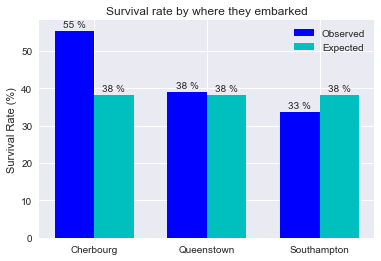 Survival rate by where they embarked
Survival Rate (%)
50
40
30
20
10
0
55 %
38 %
38 %
38 %
33 %
38 %
Observed
Expected
Cherbourg
Queenstown
Southampton